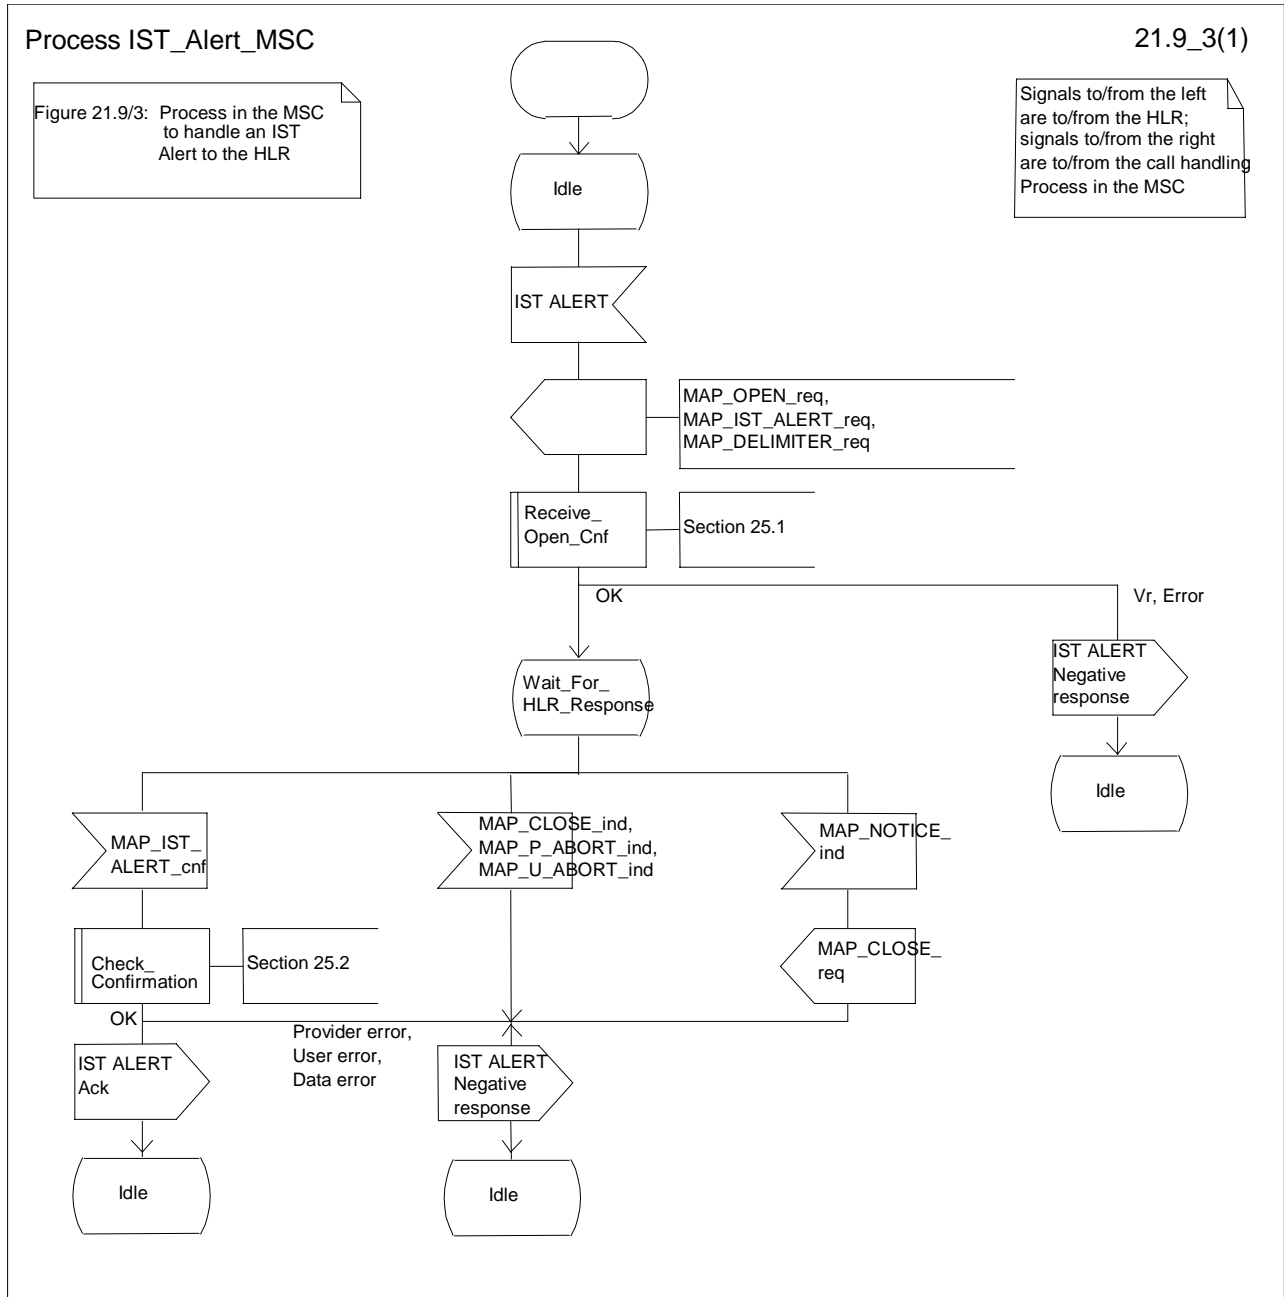 Process IST_Alert_MSC
21.9_3(1)
Figure 21.9/3: Process in the MSC
to handle an IST
Alert to the HLR
Signals to/from the left
are to/from the HLR;
signals to/from the right
are to/from the call handling
Process in the MSC
Idle
IST ALERT
MAP_OPEN_req,
MAP_IST_ALERT_req,
MAP_DELIMITER_req
Receive_
Open_Cnf
Section 25.1
OK
Vr, Error
IST ALERT
Negative
response
Wait_For_
HLR_Response
Idle
MAP_IST_
ALERT_cnf
MAP_CLOSE_ind,
MAP_P_ABORT_ind,
MAP_U_ABORT_ind
MAP_NOTICE_
ind
Check_
Confirmation
Section 25.2
MAP_CLOSE_
req
OK
Provider error,
User error,
Data error
IST ALERT
Ack
IST ALERT
Negative
response
Idle
Idle